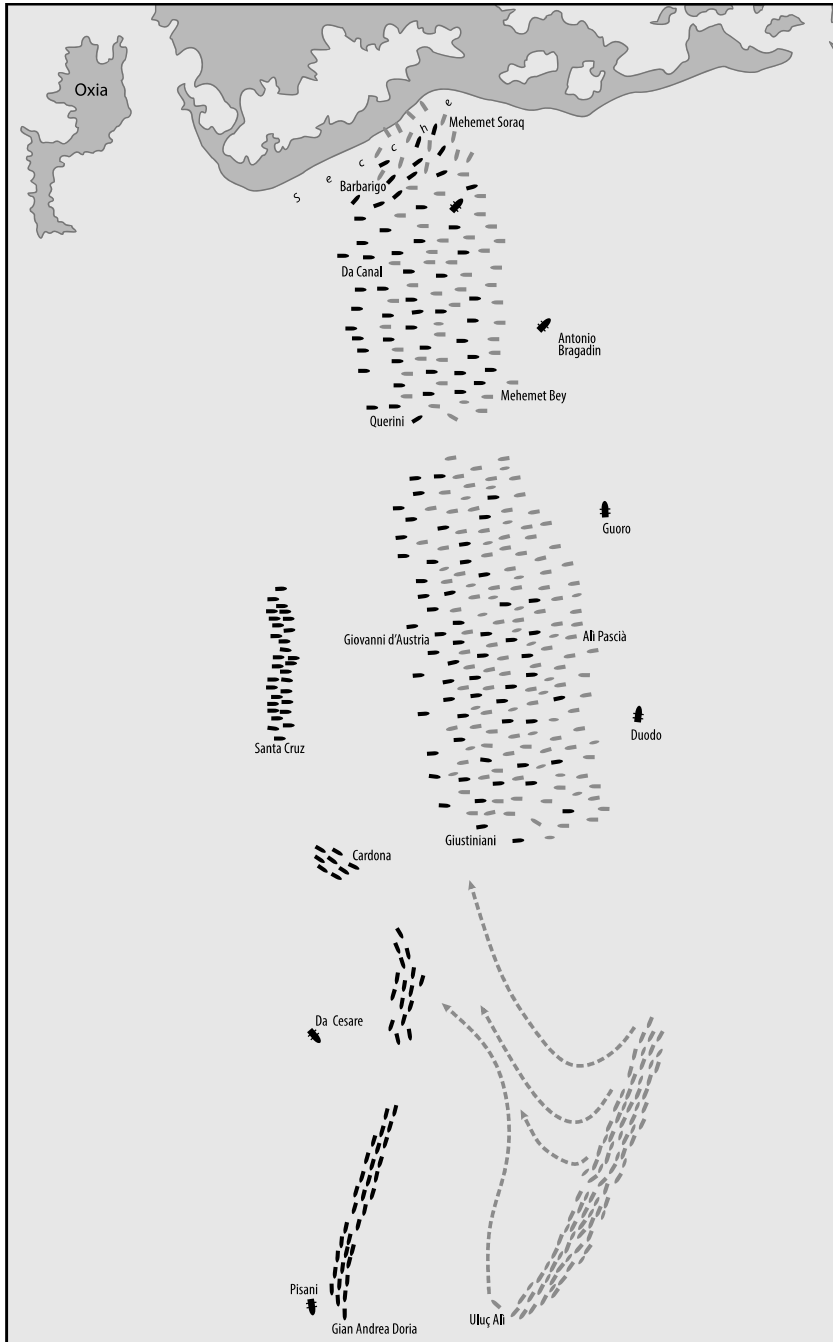 Oxia
Mehemet Soraq
S e c c h e
Barbarigo
Da Canal
Antonio
Bragadin
Mehemet Bey
Querini
Guoro
Giovanni d'Austria
Alì Pascià
Santa Cruz
Duodo
Giustiniani
Cardona
Da Cesare
Pisani
Gian Andrea Doria
Uluç Alì